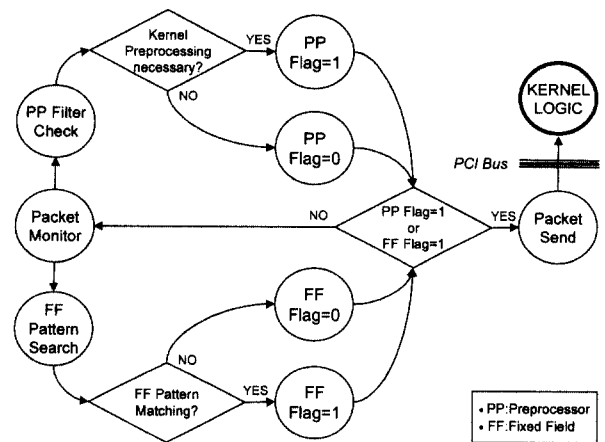 Kernel
Preprocessing
necessary?
YES
PP
Flag=1
NO
PP
Flag=0
PP Filter
Check
KERNEL
LOGIC
PCI Bus
Packet
Monitor
NO
PP Flag=1
or
FF Flag=1
YES
Packet
Send
FF
Pattern
Search
FF
Flag=0
NO
FF Pattern
Matching?
YES
FF
Flag=1
• PP:Preprocessor
• FF:Fixed Field